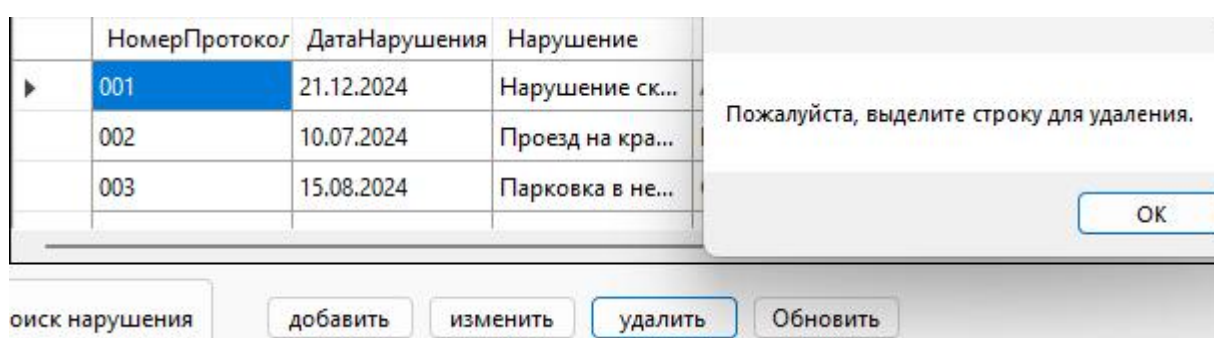 НомерПротокол ДатаНарушения Нарушение
001 21.12.2024 Нарушение ск...
002 10.07.2024 Проезд на кра...
003 15.08.2024 Парковка в не...
Пожалуйста, выделите строку для удаления.
ОК
оиск нарушения добавить изменить удалить Обновить